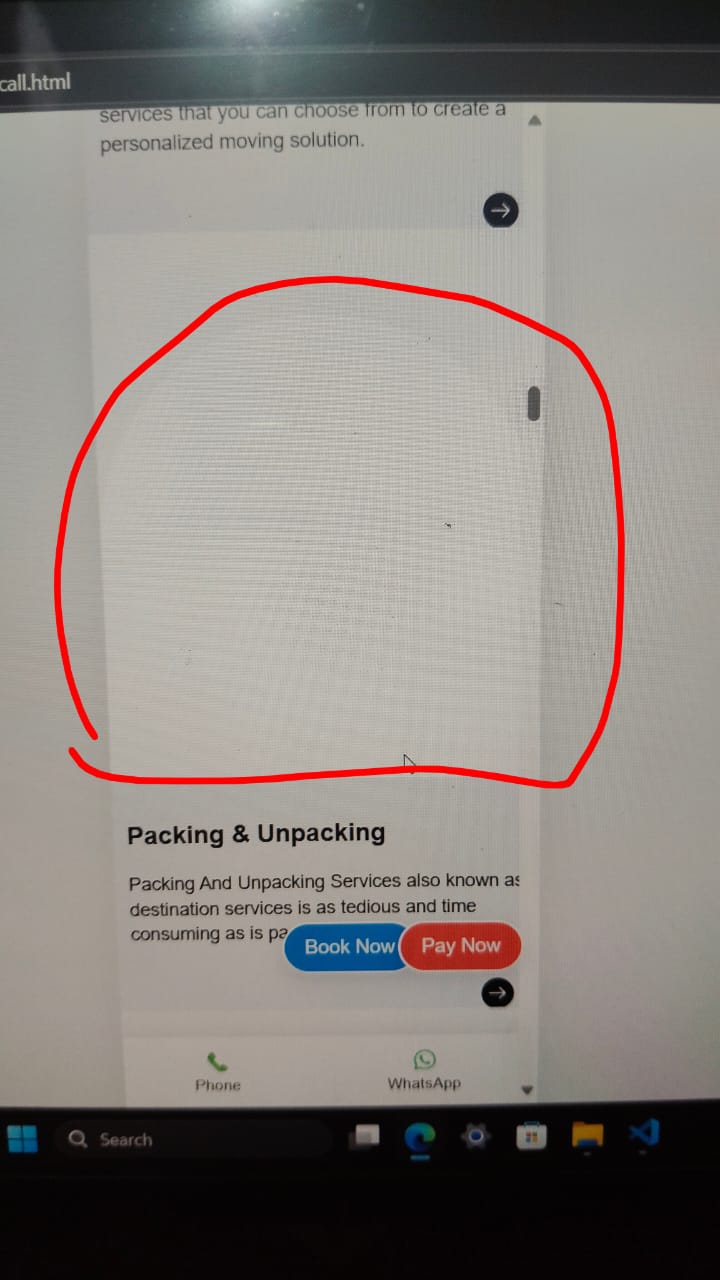 call.html
services that you can choose from to create a
personalized moving solution.
Packing & Unpacking
Packing And Unpacking Services also known as
destination services is as tedious and time
consuming as is pa
Book Now
Pay Now
Phone
WhatsApp
Search